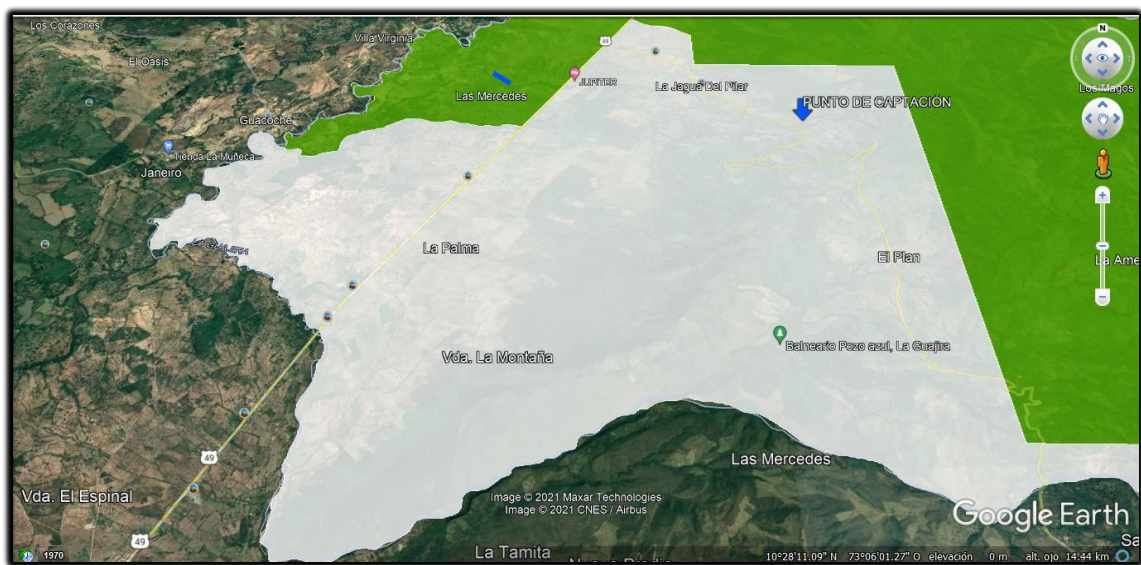 Los Corazones
Villa Virginia
49
N
El Oasis
JUPITER
La Jagua Del Pilar
Los Magos
Las Mercedes
PUNTO DE CAPTACIÓN
Guacoche
Tienda La Muñeca
Janeiro
La Palma
El Plan
La Ame
Balneario Pozo azul, La Guajira
Vda. La Montaña
49
Las Mercedes
Vda. El Espinal
Image © 2021 Maxar Technologies
Image © 2021 CNES / Airbus
Google Earth
49
Sa
1970
La Tamita
10°28'11.09" N 73°06'01.27" O elevación 0 m alt. ojo 14.44 km